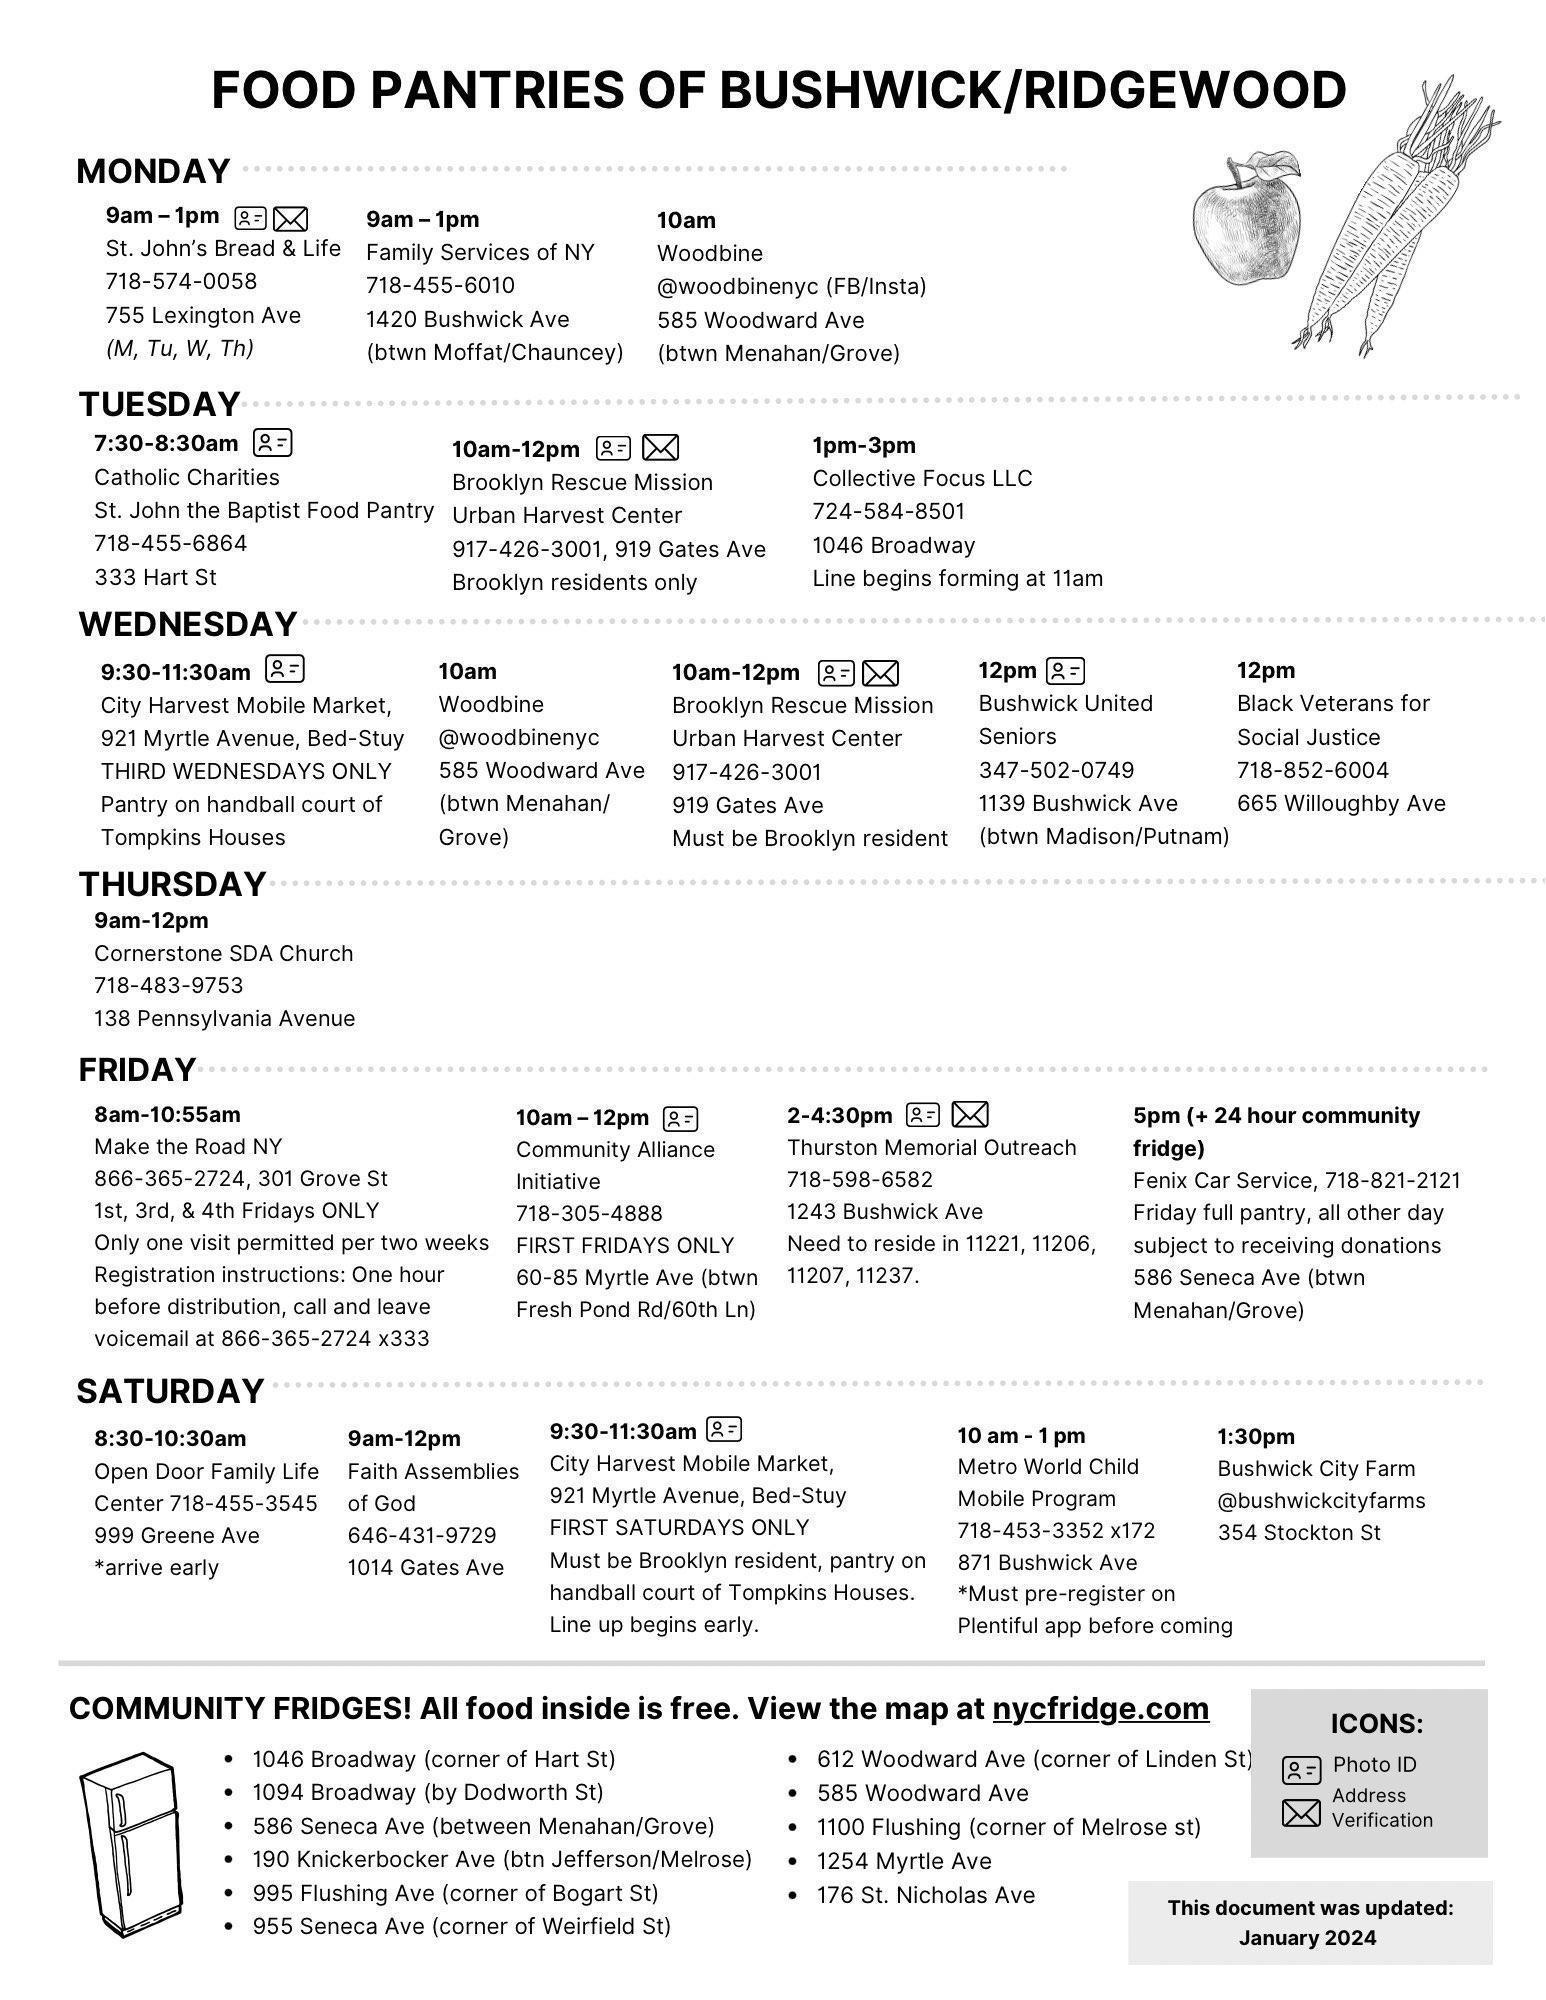 FOOD PANTRIES OF BUSHWICK/RIDGEWOOD
MONDAY
9am – 1pm
St. John’s Bread & Life
718-574-0058
755 Lexington Ave
(M, Tu, W, Th)
9am – 1pm
Family Services of NY
718-455-6010
1420 Bushwick Ave
(btwn Moffat/Chauncey)
10am
Woodbine
@woodbinenyc (FB/Insta)
585 Woodward Ave
(btwn Menahan/Grove)
TUESDAY
7:30-8:30am
Catholic Charities
St. John the Baptist Food Pantry
718-455-6864
333 Hart St
10am-12pm
Brooklyn Rescue Mission
Urban Harvest Center
917-426-3001, 919 Gates Ave
Brooklyn residents only
1pm-3pm
Collective Focus LLC
724-584-8501
1046 Broadway
Line begins forming at 11am
WEDNESDAY
9:30-11:30am
City Harvest Mobile Market,
921 Myrtle Avenue, Bed-Stuy
THIRD WEDNESDAYS ONLY
Pantry on handball court of
Tompkins Houses
10am
Woodbine
@woodbinenyc
585 Woodward Ave
(btwn Menahan/
Grove)
10am-12pm
Brooklyn Rescue Mission
Urban Harvest Center
917-426-3001
919 Gates Ave
Must be Brooklyn resident
12pm
Bushwick United
Seniors
347-502-0749
1139 Bushwick Ave
(btwn Madison/Putnam)
12pm
Black Veterans for
Social Justice
718-852-6004
665 Willoughby Ave
THURSDAY
9am-12pm
Cornerstone SDA Church
718-483-9753
138 Pennsylvania Avenue
FRIDAY
8am-10:55am
Make the Road NY
866-365-2724, 301 Grove St
1st, 3rd, & 4th Fridays ONLY
Only one visit permitted per two weeks
Registration instructions: One hour
before distribution, call and leave
voicemail at 866-365-2724 x333
10am – 12pm
Community Alliance
Initiative
718-305-4888
FIRST FRIDAYS ONLY
60-85 Myrtle Ave (btwn
Fresh Pond Rd/60th Ln)
2-4:30pm
Thurston Memorial Outreach
718-598-6582
1243 Bushwick Ave
Need to reside in 11221, 11206,
11207, 11237.
5pm (+ 24 hour community
fridge)
Fenix Car Service, 718-821-2121
Friday full pantry, all other day
subject to receiving donations
586 Seneca Ave (btwn
Menahan/Grove)
SATURDAY
8:30-10:30am
Open Door Family Life
Center 718-455-3545
999 Greene Ave
*arrive early
9am-12pm
Faith Assemblies
of God
646-431-9729
1014 Gates Ave
9:30-11:30am
City Harvest Mobile Market,
921 Myrtle Avenue, Bed-Stuy
FIRST SATURDAYS ONLY
Must be Brooklyn resident, pantry on
handball court of Tompkins Houses.
Line up begins early.
10 am - 1 pm
Metro World Child
Mobile Program
718-453-3352 x172
871 Bushwick Ave
*Must pre-register on
Plentiful app before coming
1:30pm
Bushwick City Farm
@bushwickcityfarms
354 Stockton St
COMMUNITY FRIDGES! All food inside is free. View the map at nycfridge.com
• 1046 Broadway (corner of Hart St)
• 1094 Broadway (by Dodworth St)
• 586 Seneca Ave (between Menahan/Grove)
• 190 Knickerbocker Ave (btn Jefferson/Melrose)
• 995 Flushing Ave (corner of Bogart St)
• 955 Seneca Ave (corner of Weirfield St)
• 612 Woodward Ave (corner of Linden St)
• 585 Woodward Ave
• 1100 Flushing (corner of Melrose st)
• 1254 Myrtle Ave
• 176 St. Nicholas Ave
ICONS:
Photo ID
Address
Verification
This document was updated:
January 2024